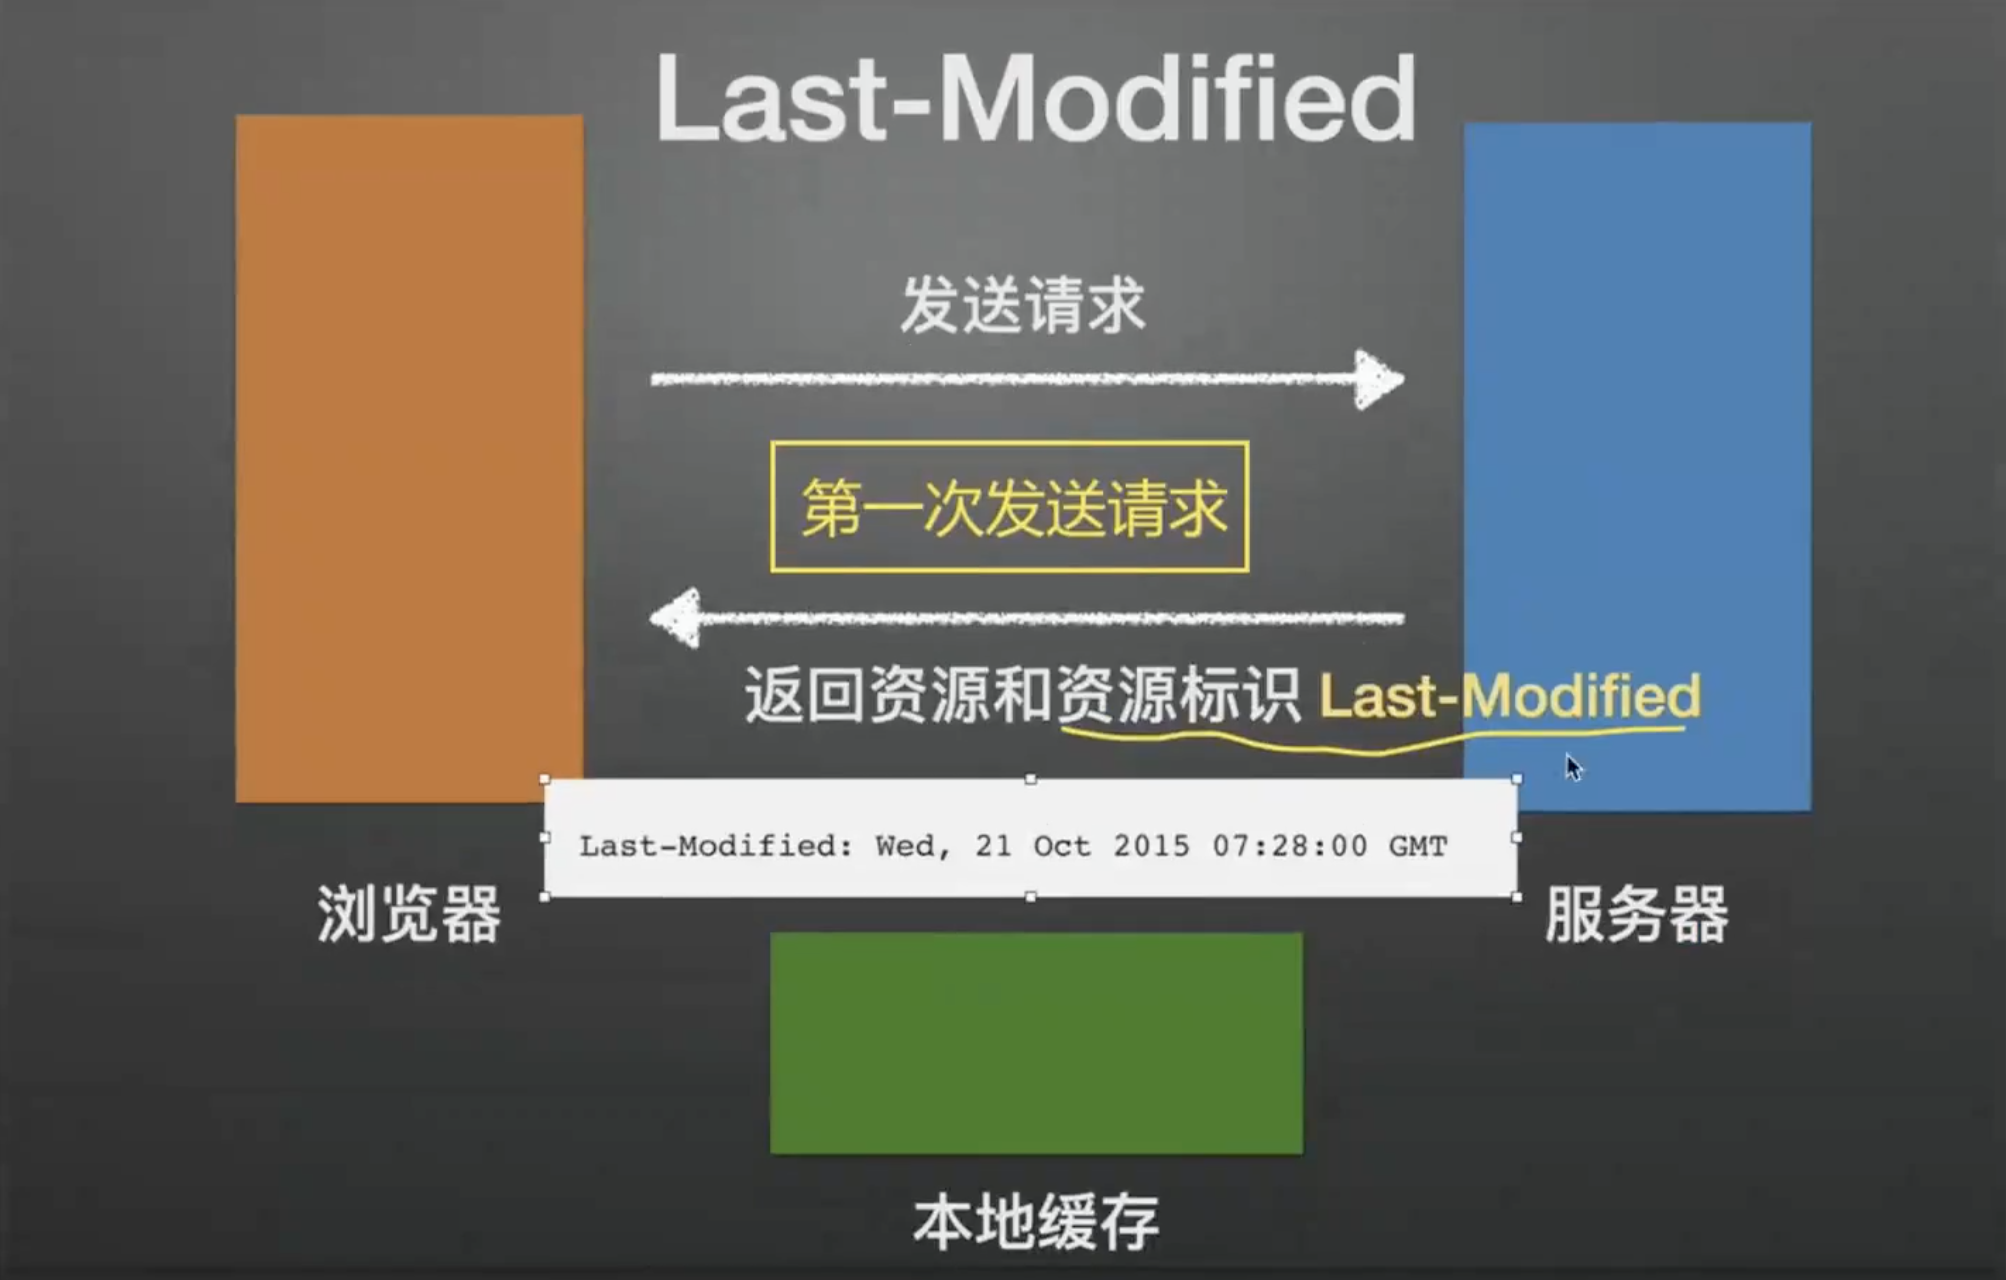 Last-Modified
发送请求
第一次发送请求
返回资源和资源标识 Last-Modified
Last-Modified: Wed, 21 Oct 2015 07:28:00 GMT
浏览器
服务器
本地缓存